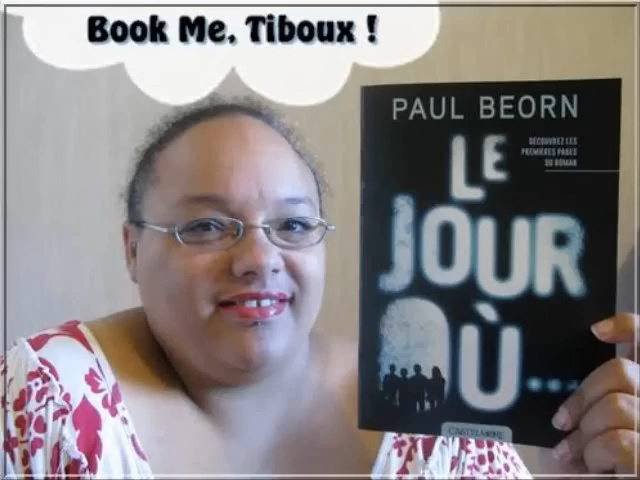 Book Me, Tiboux !
PAUL BEORN
DÉCOUVREZ LES
PREMIÈRES PAGES
DU ROMAN
LE
JOUR
OÙ...
CASTELMORE